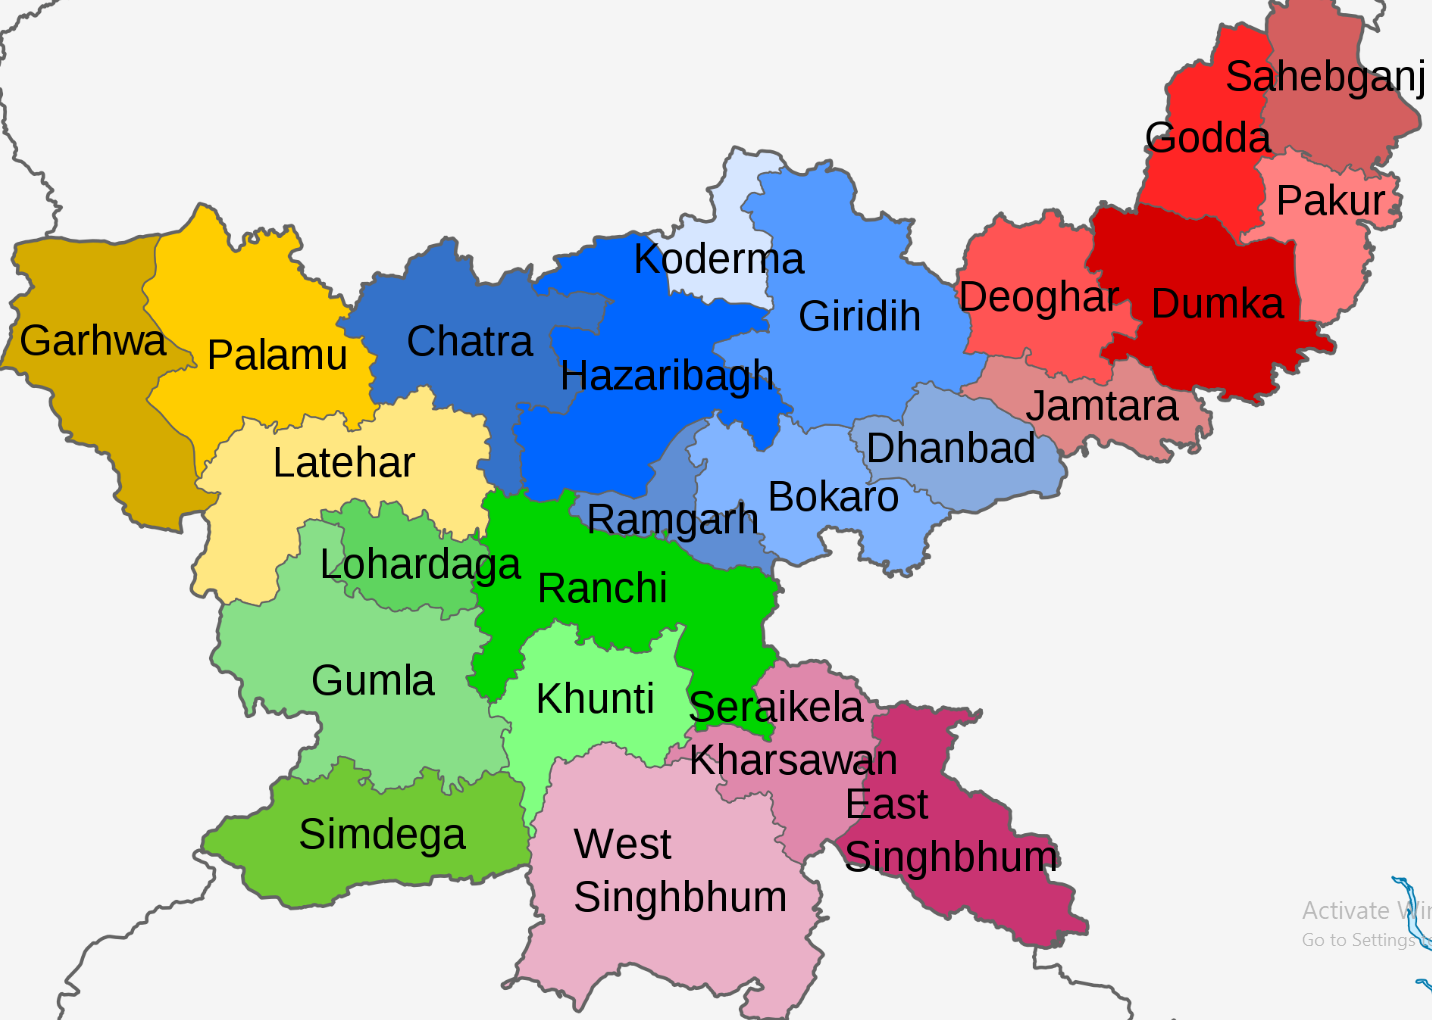 Sahebganj
Godda
Pakur
Koderma
Deoghar
Dumka
Giridih
Garhwa
Palamu
Chatra
Hazaribagh
Jamtara
Latehar
Dhanbad
Bokaro
Ramgarh
Lohardaga
Ranchi
Gumla
Khunti
Seraikela
Kharsawan
East
Singhbhum
Simdega
West
Singhbhum
Activate Win
Go to Settings